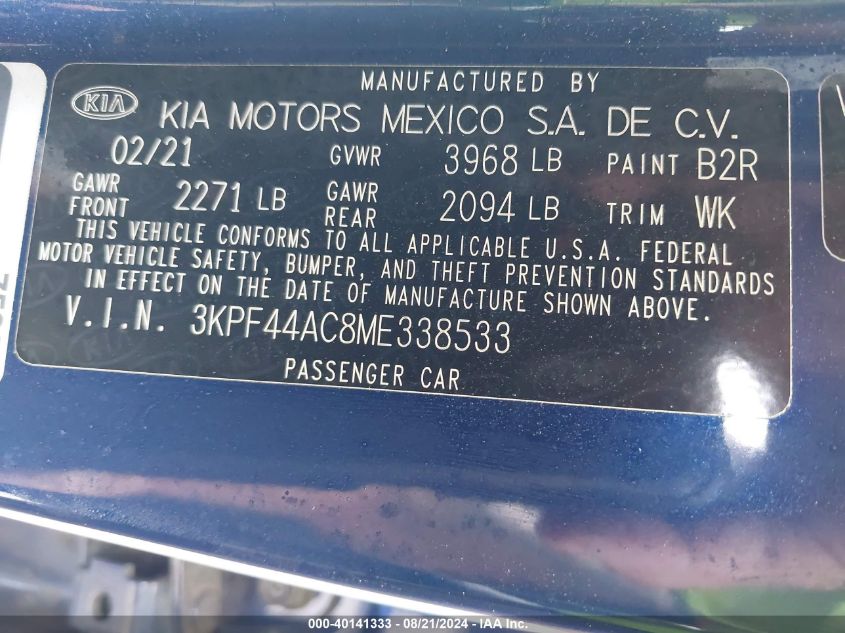 MANUFACTURED BY
KIA KIA MOTORS MEXICO S.A. DE C.V.
02/21 GVWR 3968 LB PAINT B2R
GAWR FRONT 2271 LB GAWR REAR 2094 LB TRIM WK
THIS VEHICLE CONFORMS TO ALL APPLICABLE U.S.A. FEDERAL
MOTOR VEHICLE SAFETY, BUMPER, AND THEFT PREVENTION STANDARDS
IN EFFECT ON THE DATE OF MANUFACTURE SHOWN ABOVE.
V.I.N. 3KPF44AC8ME338533
PASSENGER CAR
000-40141333 - 08/21/2024 - IAA Inc.